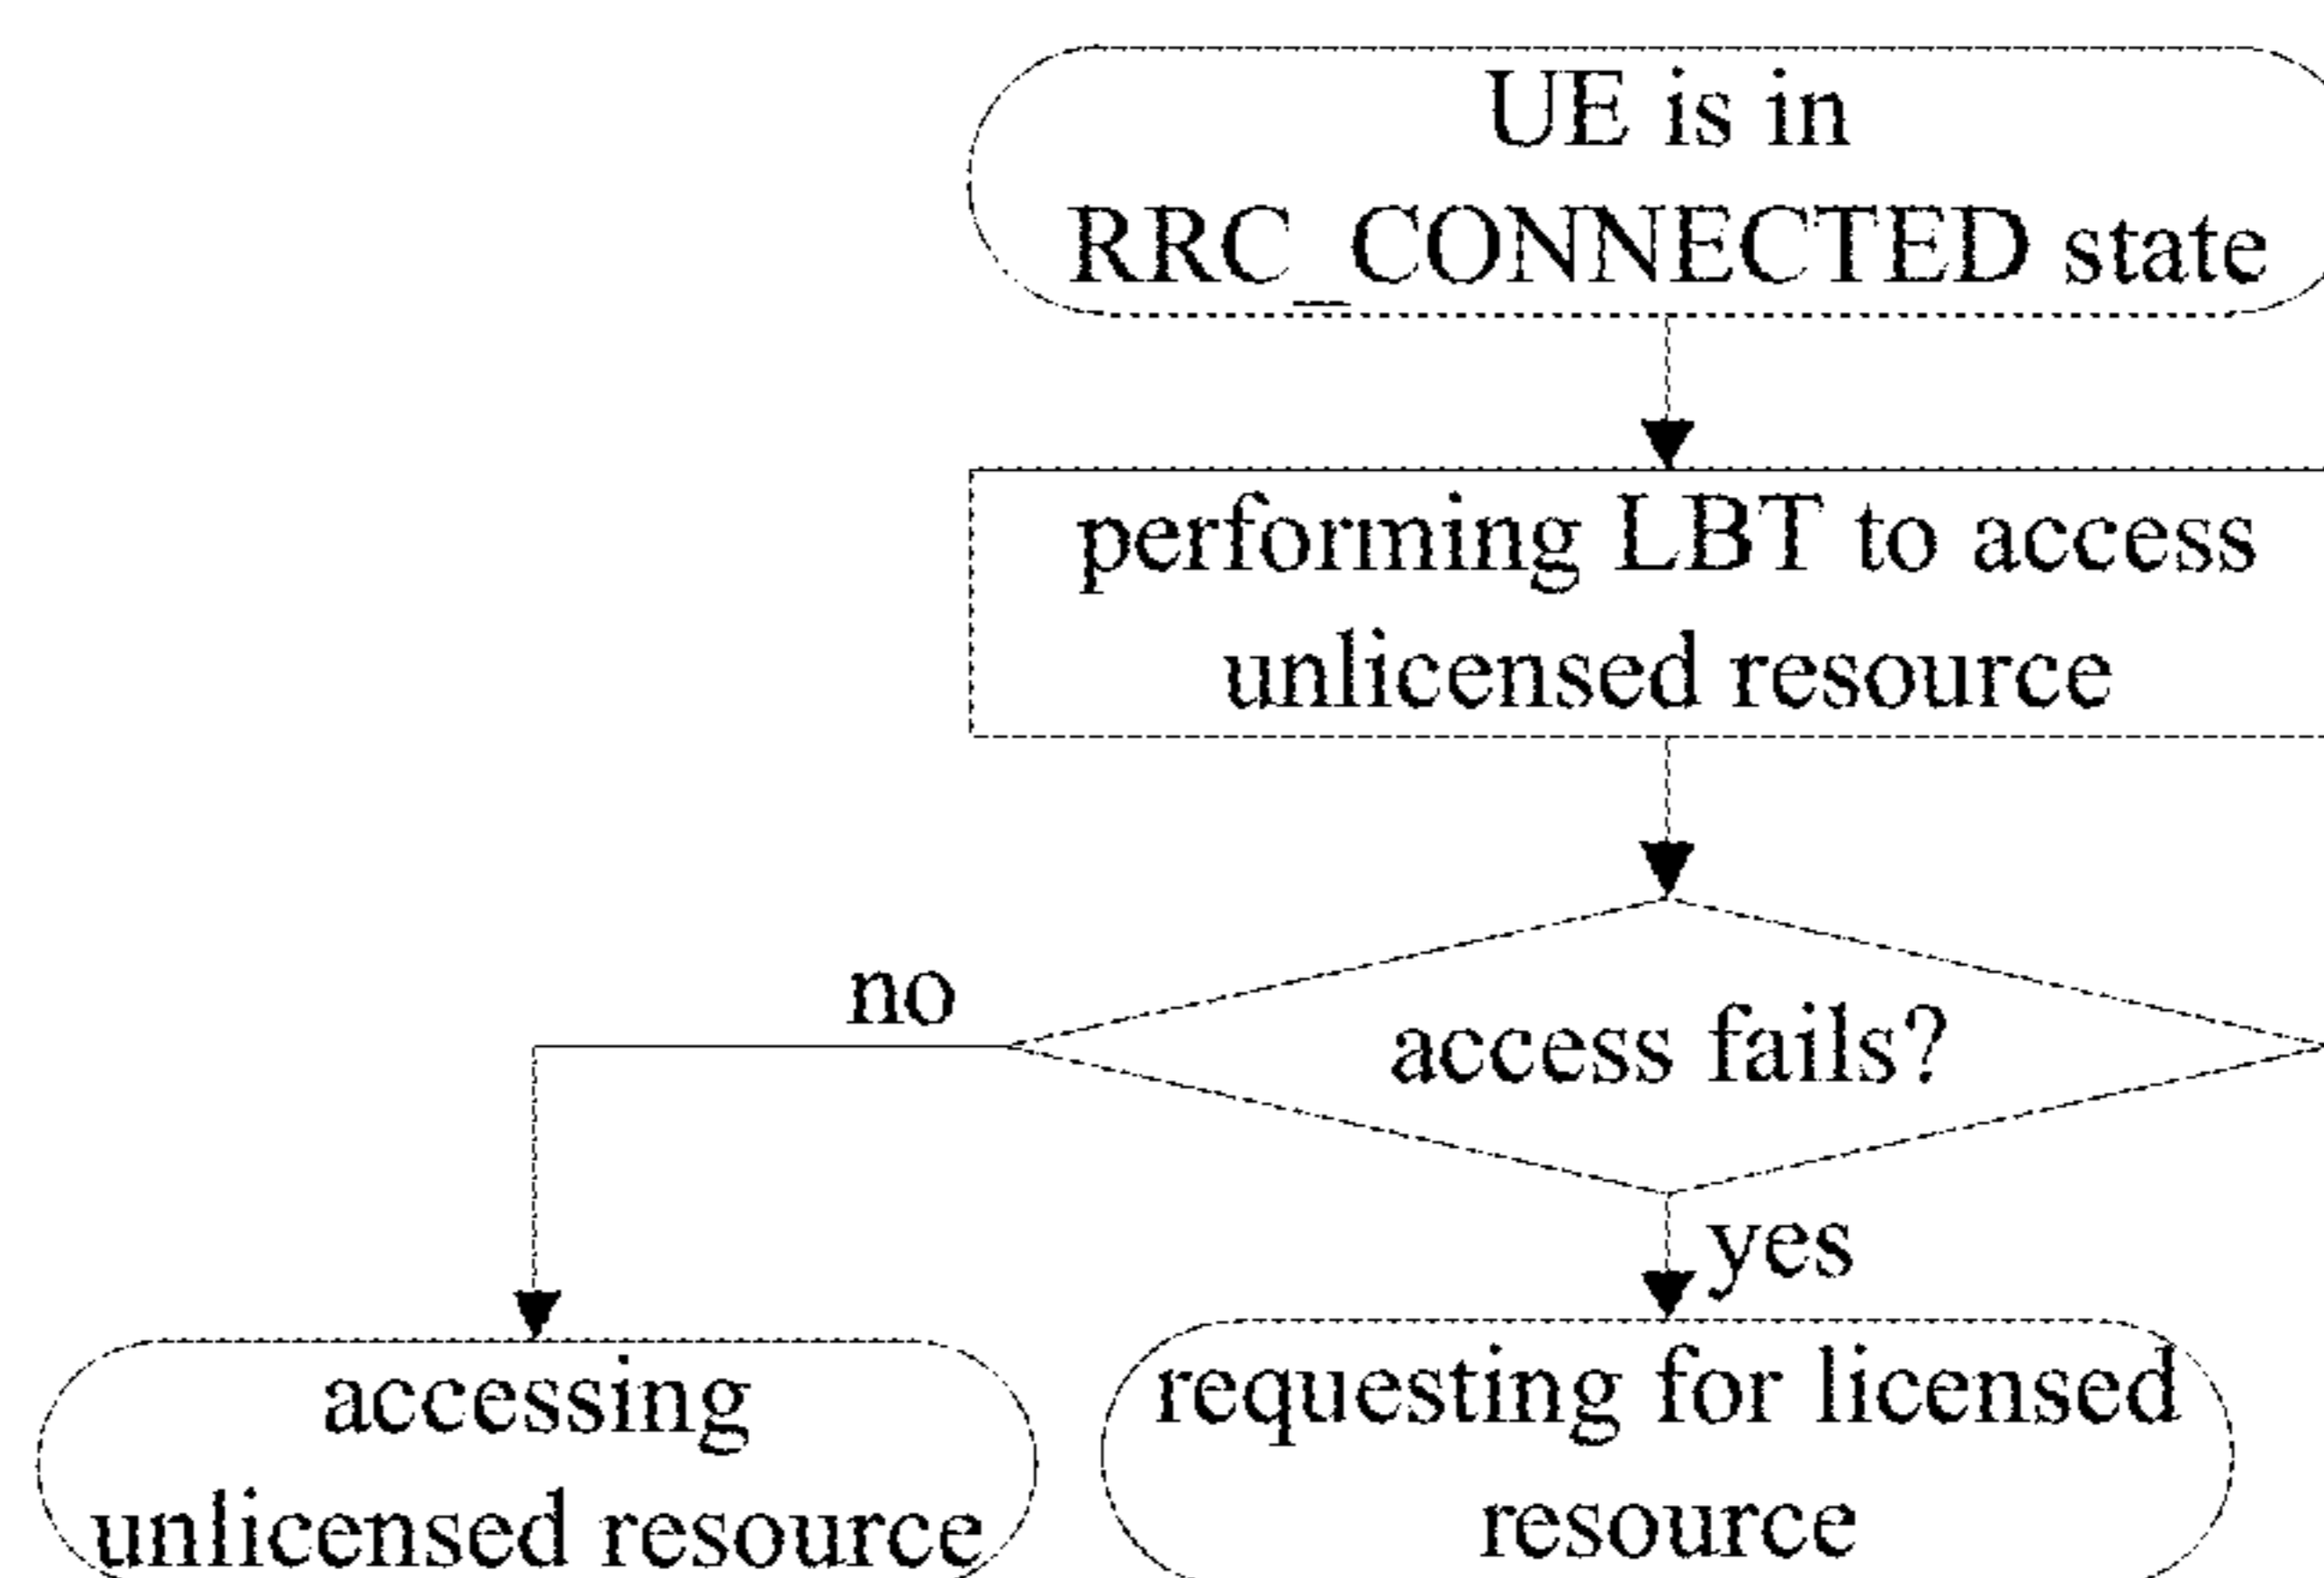 UE is in
RRC_CONNECTED state
performing LBT to access
unlicensed resource
no
access fails?
yes
accessing
unlicensed resource
requesting for licensed
resource